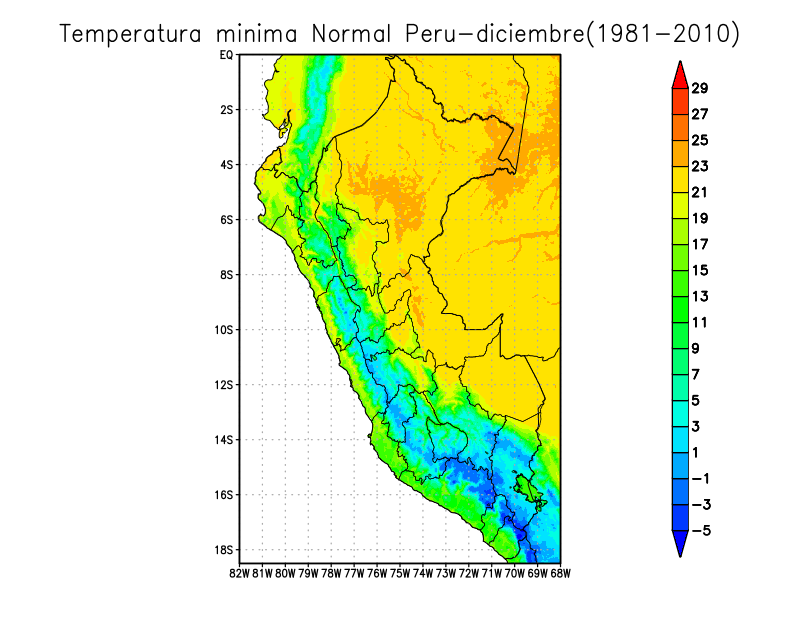 Temperatura minima Normal Peru-diciembre(1981-2010)
EQ
2S
4S
6S
8S
10S
12S
14S
16S
18S
82W 81W 80W 79W 78W 77W 76W 75W 74W 73W 72W 71W 70W 69W 68W
29
27
25
23
21
19
17
15
13
11
9
7
5
3
1
-1
-3
-5